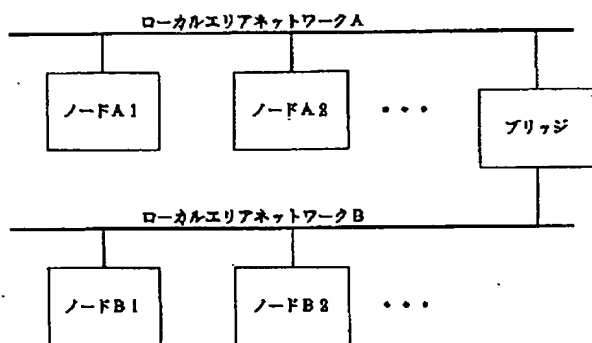 ローカルエリアネットワークA
ノードA1
ノードA2
・・・
ブリッジ
ローカルエリアネットワークB
ノードB1
ノードB2
・・・